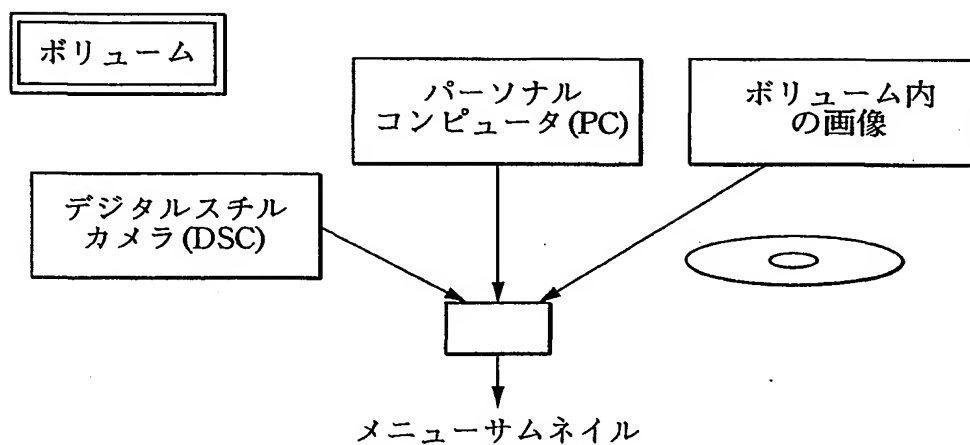 ボリューム
パーソナル
コンピュータ(PC)
ボリューム内
の画像
デジタルスチル
カメラ(DSC)
メニューサムネイル